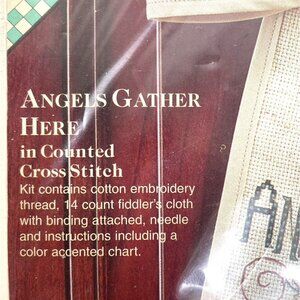 ANGELS GATHER
HERE
in Counted
Cross Stitch
Kit contains cotton embroidery
thread, 14 count fiddler's cloth
with binding attached, needle
and instructions including a
color accented chart.
AN